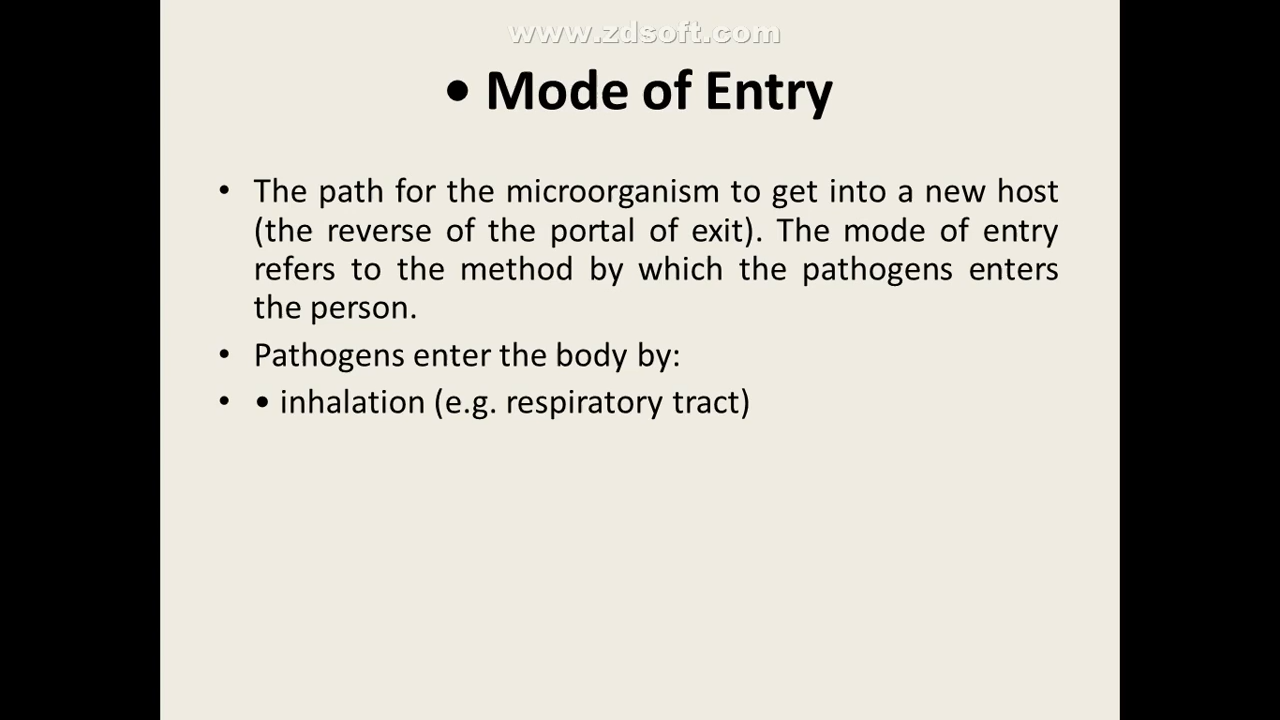 www.zdsoft.com
• Mode of Entry
• The path for the microorganism to get into a new host
(the reverse of the portal of exit). The mode of entry
refers to the method by which the pathogens enters
the person.
• Pathogens enter the body by:
• • inhalation (e.g. respiratory tract)